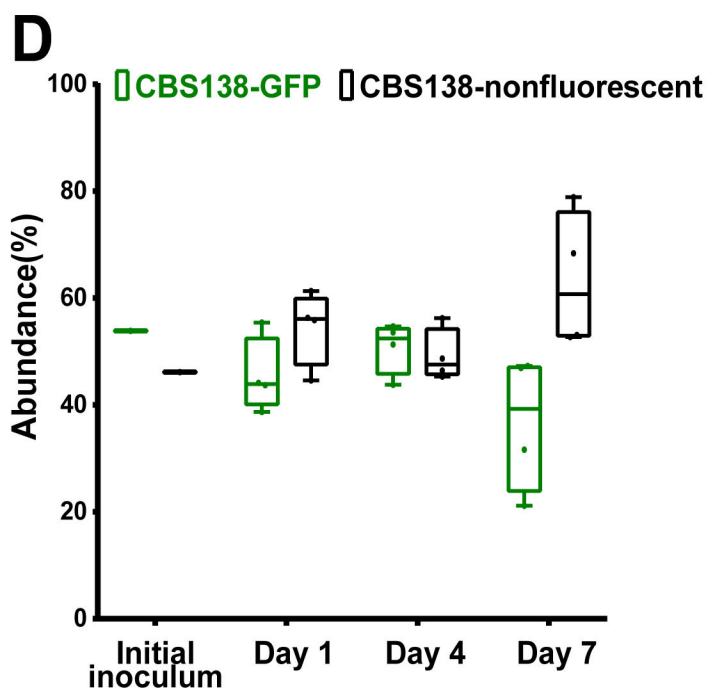 D
CBS138-GFP CBS138-nonfluorescent
Abundance(%)
100
80
60
40
20
0
Initial inoculum Day 1 Day 4 Day 7